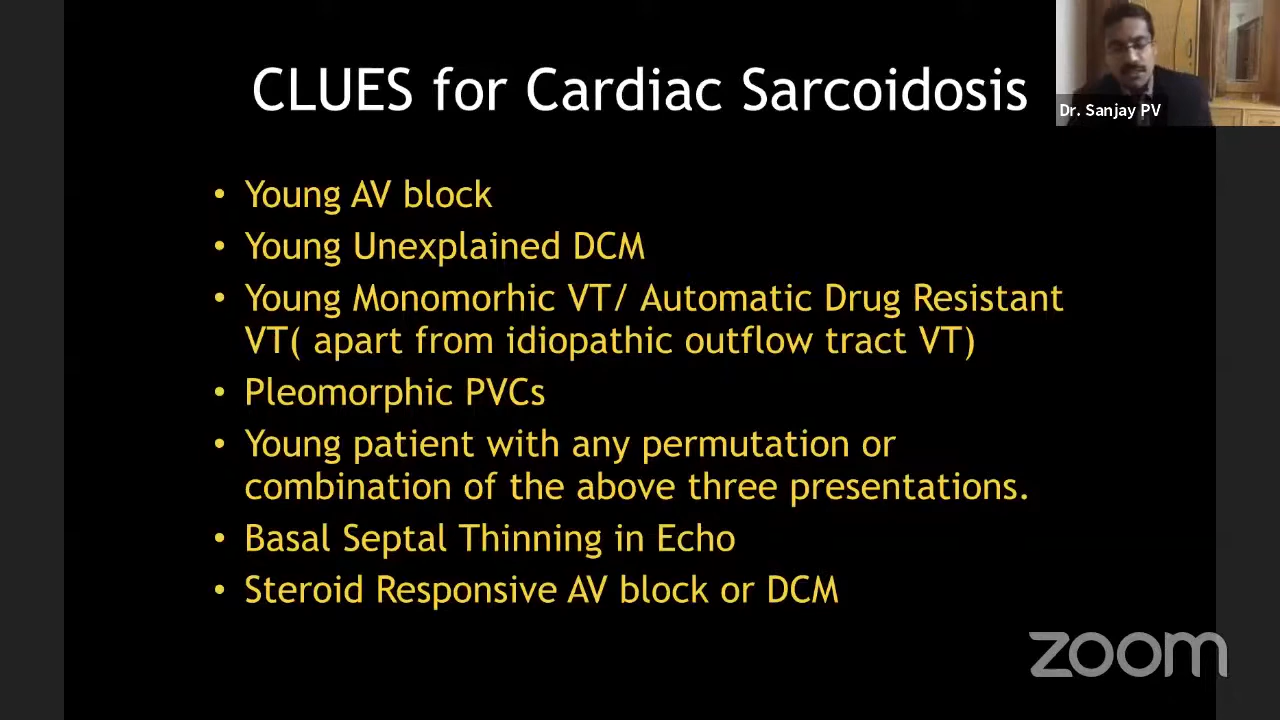 CLUES for Cardiac Sarcoidosis
Dr. Sanjay PV
• Young AV block
• Young Unexplained DCM
• Young Monomorhic VT/ Automatic Drug Resistant
VT( apart from idiopathic outflow tract VT)
• Pleomorphic PVCs
• Young patient with any permutation or
combination of the above three presentations.
• Basal Septal Thinning in Echo
• Steroid Responsive AV block or DCM
zoom